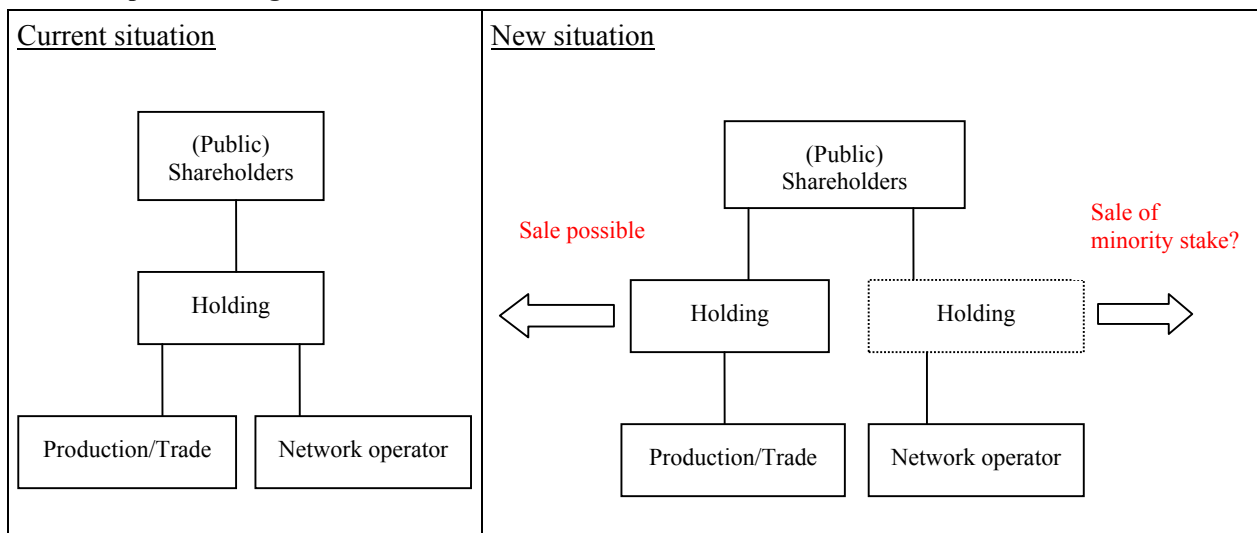 Current situation
(Public)
Shareholders
Holding
Production/Trade
Network operator
New situation
(Public)
Shareholders
Sale possible
Sale of
minority stake?
Holding
Holding
Production/Trade
Network operator